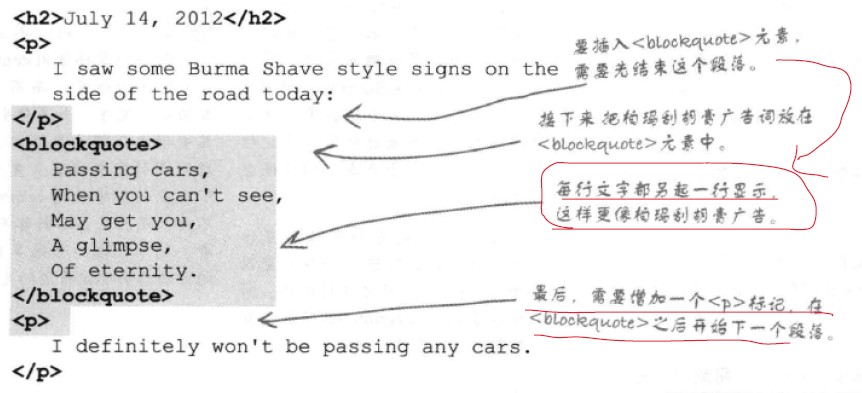 <h2>July 14, 2012</h2>
<p>
I saw some Burma Shave style signs on the
side of the road today:
</p>
<blockquote>
Passing cars,
When you can't see,
May get you,
A glimpse,
Of eternity.
</blockquote>
<p>
I definitely won't be passing any cars.
</p>
要插入<blockquote>元素，
需要先结束这个段落。
接下来把柏玛刮胡膏广告词放在
<blockquote>元素中。
每行文字都另起一行显示，
这样更像柏玛刮胡膏广告。
最后，需要增加一个<p>标记，在
<blockquote>之后开始下一个段落。